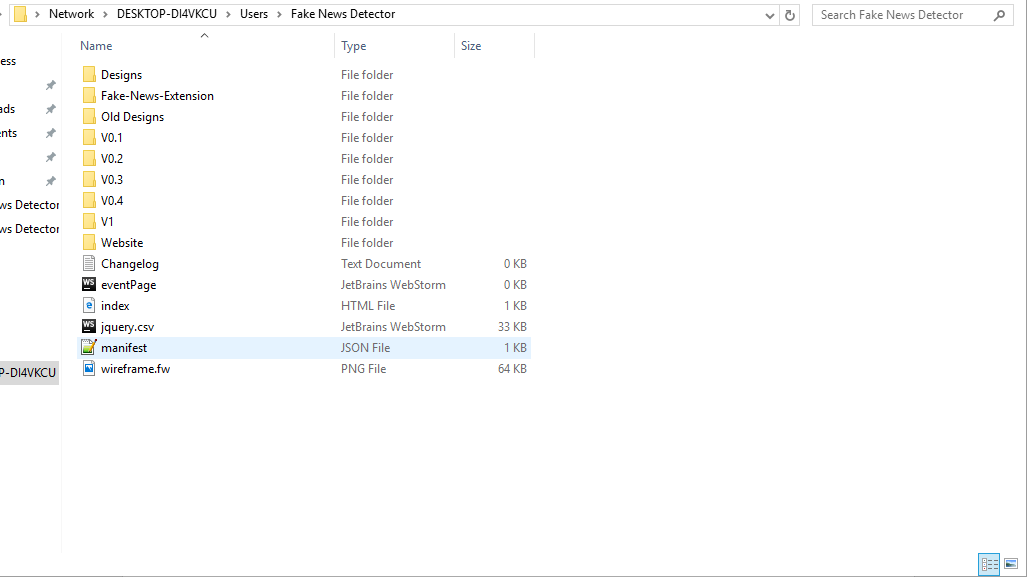 Network > DESKTOP-DI4VKCU > Users > Fake News Detector
Search Fake News Detector
Name Type Size
ess
Designs File folder
Fake-News-Extension File folder
ads
Old Designs File folder
ents
V0.1 File folder
V0.2 File folder
n
V0.3 File folder
ws Detector
V0.4 File folder
V1 File folder
ws Detector
Website File folder
Changelog Text Document 0 KB
WS eventPage JetBrains WebStorm 0 KB
index HTML File 1 KB
WS jquery.csv JetBrains WebStorm 33 KB
manifest JSON File 1 KB
wireframe.fw PNG File 64 KB
P-DI4VKCU